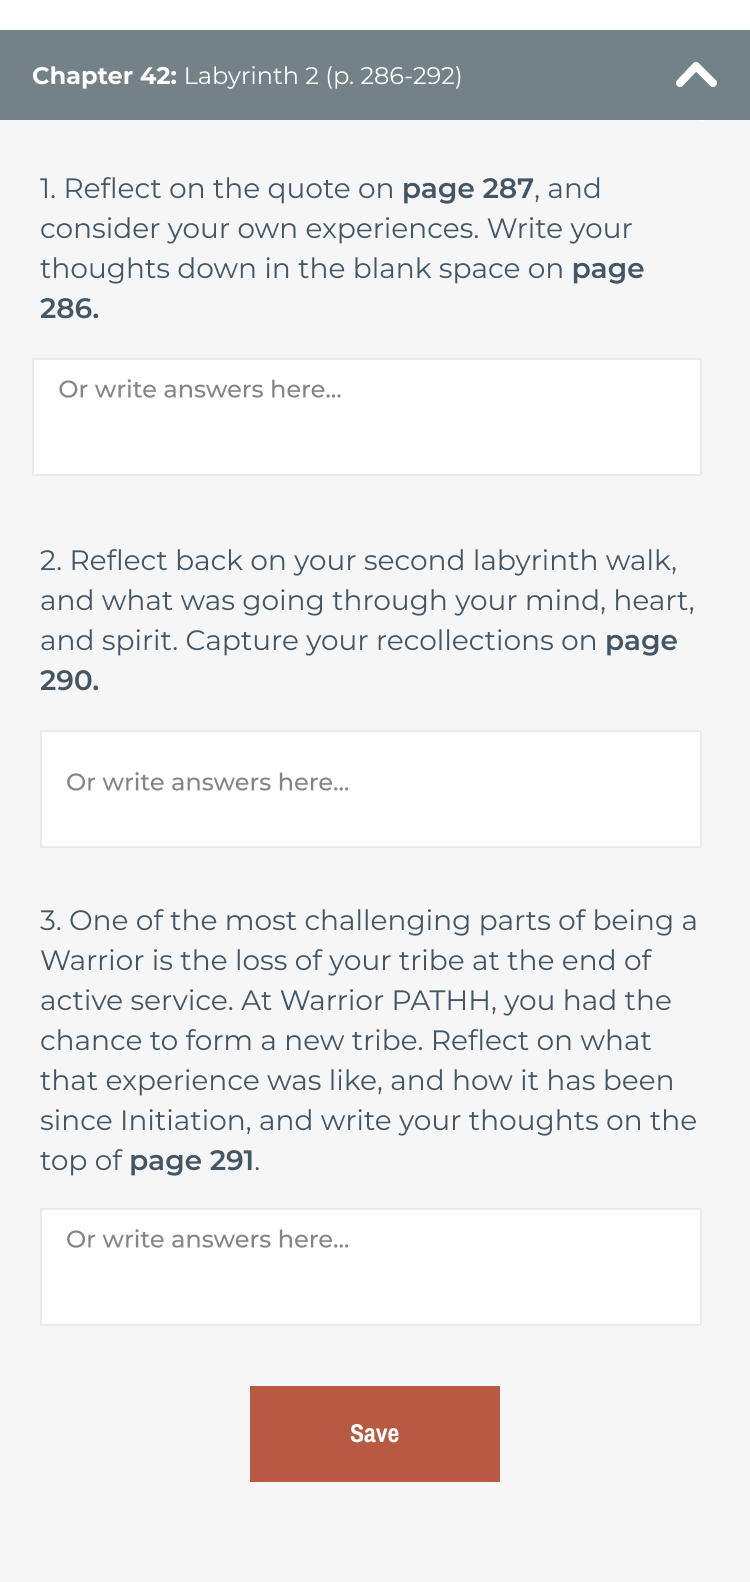 Chapter 42: Labyrinth 2 (p. 286-292)
1. Reflect on the quote on page 287, and
consider your own experiences. Write your
thoughts down in the blank space on page
286.
Or write answers here...
2. Reflect back on your second labyrinth walk,
and what was going through your mind, heart,
and spirit. Capture your recollections on page
290.
Or write answers here...
3. One of the most challenging parts of being a
Warrior is the loss of your tribe at the end of
active service. At Warrior PATHH, you had the
chance to form a new tribe. Reflect on what
that experience was like, and how it has been
since Initiation, and write your thoughts on the
top of page 291.
Or write answers here...
Save